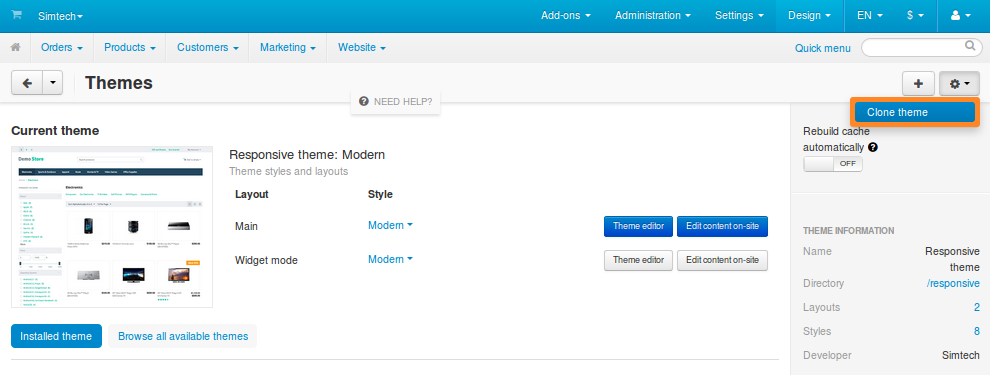 Simtech
Add-ons Administration Settings Design EN $
Orders Products Customers Marketing Website
Quick menu
Themes
NEED HELP?
Clone theme
Current theme
Rebuild cache
automatically ?
OFF
Demo Store
Responsive theme: Modern
Theme styles and layouts
Layout Style
Main Modern Theme editor Edit content on-site
Widget mode Modern Theme editor Edit content on-site
THEME INFORMATION
Name Responsive
theme
Directory /responsive
Layouts 2
Styles 8
Developer Simtech
Installed theme Browse all available themes